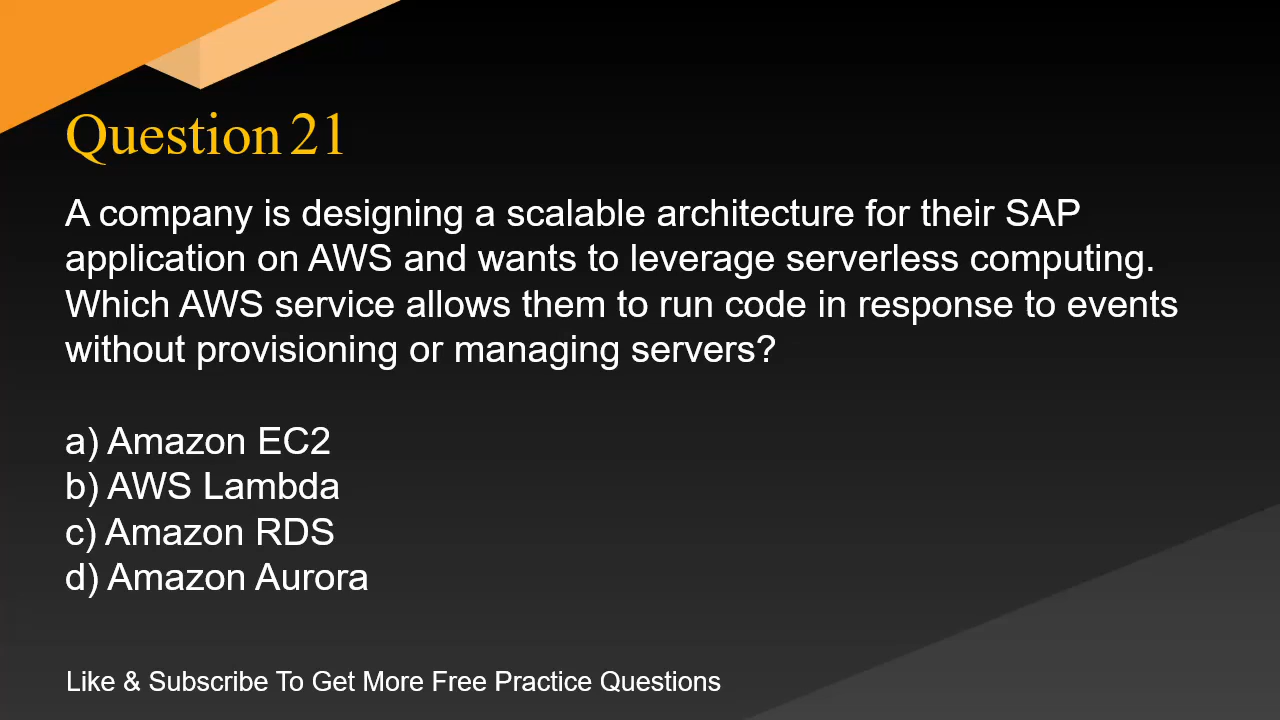 Question 21
A company is designing a scalable architecture for their SAP
application on AWS and wants to leverage serverless computing.
Which AWS service allows them to run code in response to events
without provisioning or managing servers?
a) Amazon EC2
b) AWS Lambda
c) Amazon RDS
d) Amazon Aurora
Like & Subscribe To Get More Free Practice Questions